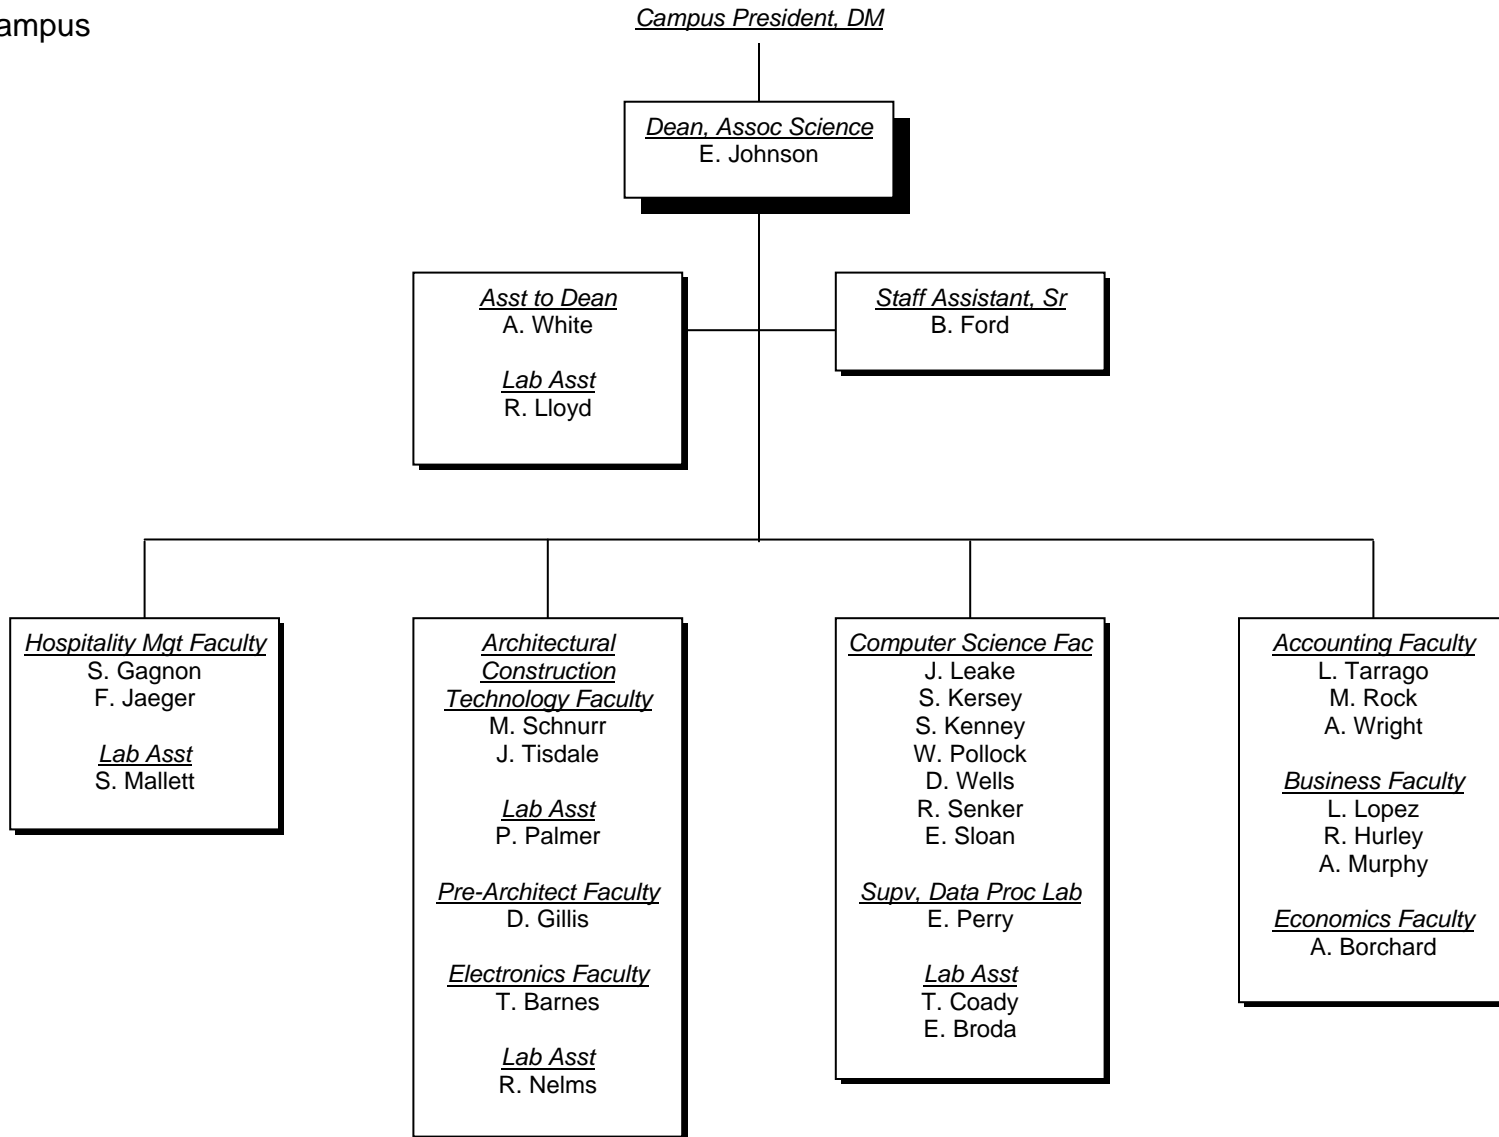 ampus
Campus President, DM
Dean, Assoc Science
E. Johnson
Asst to Dean
A. White
Lab Asst
R. Lloyd
Staff Assistant, Sr
B. Ford
Hospitality Mgt Faculty
S. Gagnon
F. Jaeger
Lab Asst
S. Mallett
Architectural
Construction
Technology Faculty
M. Schnurr
J. Tisdale
Lab Asst
P. Palmer
Pre-Architect Faculty
D. Gillis
Electronics Faculty
T. Barnes
Lab Asst
R. Nelms
Computer Science Fac
J. Leake
S. Kersey
S. Kenney
W. Pollock
D. Wells
R. Senker
E. Sloan
Supv, Data Proc Lab
E. Perry
Lab Asst
T. Coady
E. Broda
Accounting Faculty
L. Tarrago
M. Rock
A. Wright
Business Faculty
L. Lopez
R. Hurley
A. Murphy
Economics Faculty
A. Borchard